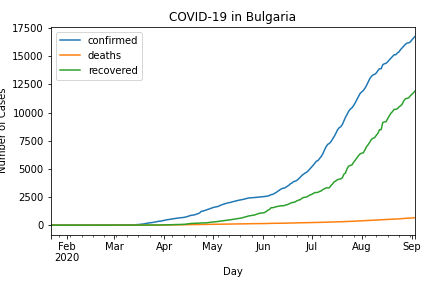 COVID-19 in Bulgaria
confirmed
deaths
recovered
Number of Cases
17500
15000
12500
10000
7500
5000
2500
0
Feb Mar Apr May Jun Jul Aug Sep
2020
Day